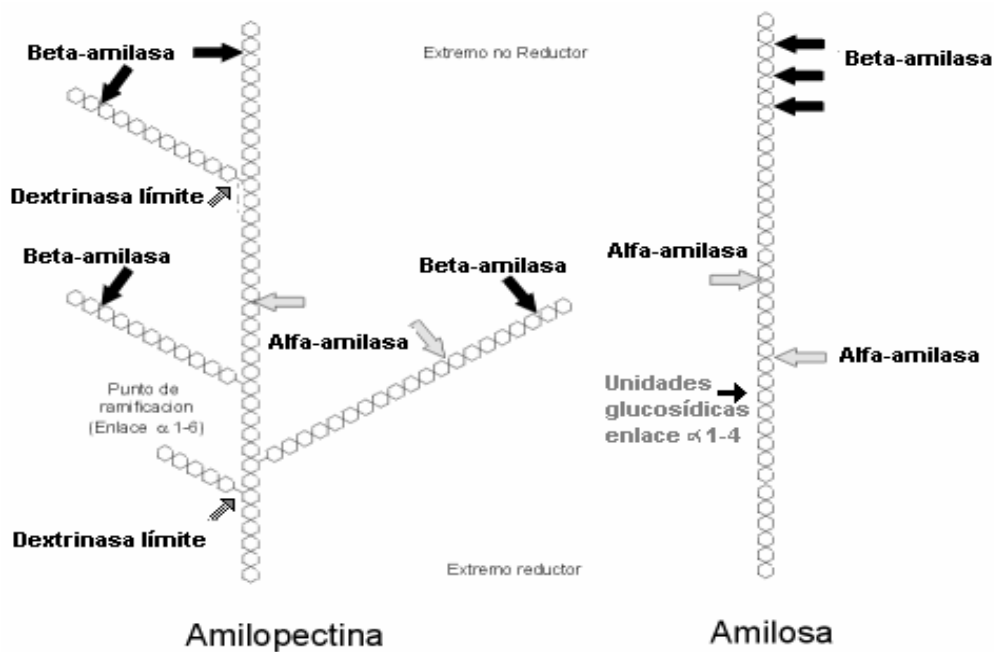 Beta-amilasa
Extremo no Reductor
Beta-amilasa
Dextrinasa límite
Beta-amilasa
Beta-amilasa
Alfa-amilasa
Alfa-amilasa
Alfa-amilasa
Punto de
ramificacion
(Enlace α 1-6)
Unidades
glucosídicas
enlace α 1-4
Dextrinasa límite
Extremo reductor
Amilopectina
Amilosa